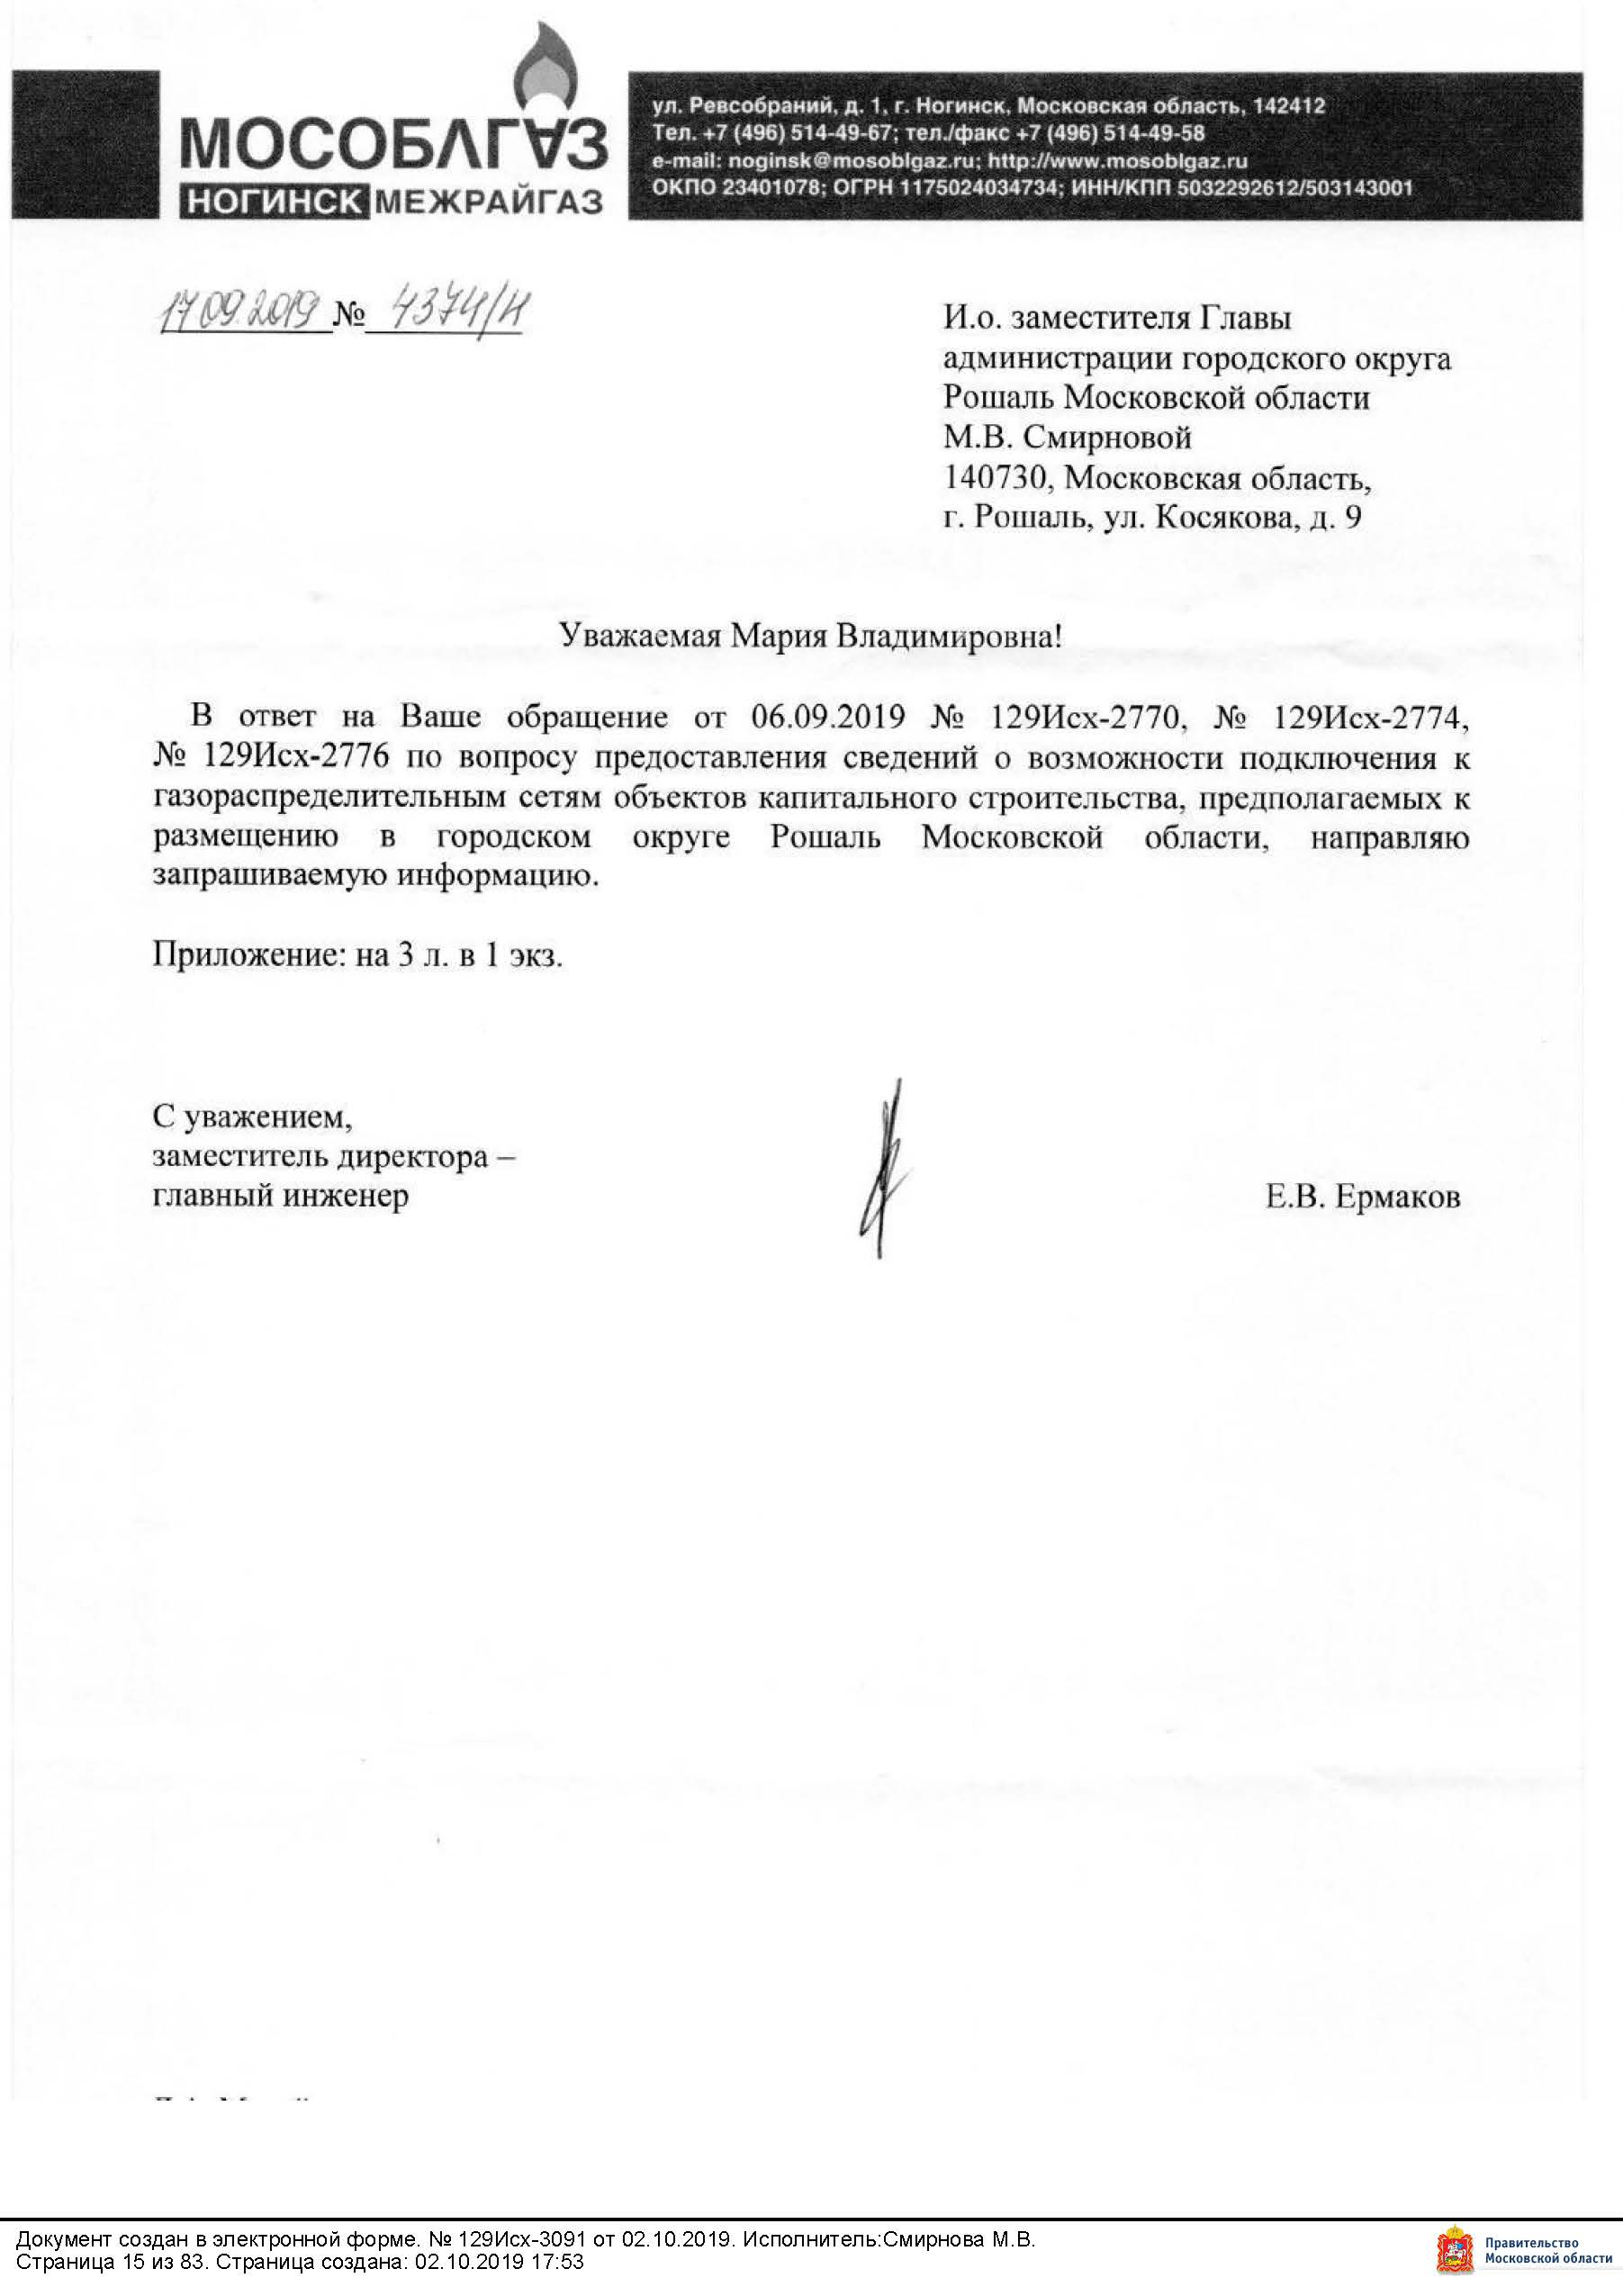 МОСОБЛГАЗ
НОГИНСК МЕЖРАЙГАЗ
ул. Ревсобраний, д. 1, г. Ногинск, Московская область, 142412
Тел. +7 (496) 514-49-67; тел./факс +7 (496) 514-49-58
e-mail: noginsk@mosoblgaz.ru; http://www.mosoblgaz.ru
ОКПО 23401078; ОГРН 1175024034734; ИНН/КПП 5032292612/503143001
17.09.2019 № 4374/Н
И.о. заместителя Главы
администрации городского округа
Рошаль Московской области
М.В. Смирновой
140730, Московская область,
г. Рошаль, ул. Косякова, д. 9
Уважаемая Мария Владимировна!
В ответ на Ваше обращение от 06.09.2019 № 129Исх-2770, № 129Исх-2774,
№ 129Исх-2776 по вопросу предоставления сведений о возможности подключения к
газораспределительным сетям объектов капитального строительства, предполагаемых к
размещению в городском округе Рошаль Московской области, направляю
запрашиваемую информацию.
Приложение: на 3 л. в 1 экз.
С уважением,
заместитель директора –
главный инженер
Е.В. Ермаков
Документ создан в электронной форме. № 129Исх-3091 от 02.10.2019. Исполнитель:Смирнова М.В.
Страница 15 из 83. Страница создана: 02.10.2019 17:53
Правительство
Московской области